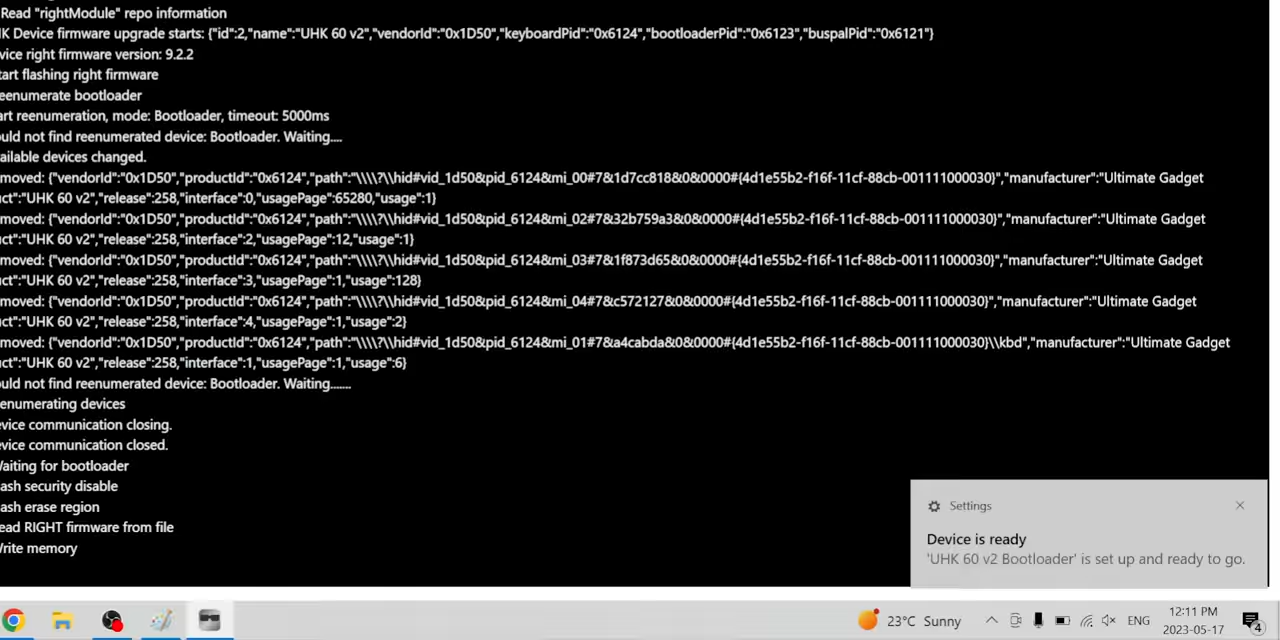 Read "rightModule" repo information
K Device firmware upgrade starts: {"id":2,"name":"UHK 60 v2","vendorId":"0x1D50","keyboardPid":"0x6124","bootloaderPid":"0x6123","buspalPid":"0x6121"}
vice right firmware version: 9.2.2
tart flashing right firmware
eenumerate bootloader
art reenumeration, mode: Bootloader, timeout: 5000ms
ould not find reenumerated device: Bootloader. Waiting....
ailable devices changed.
moved: {"vendorId":"0x1D50","productId":"0x6124","path":"\\\\?\\hid#vid_1d50&pid_6124&mi_00#7&1d7cc818&0&0000#{4d1e55b2-f16f-11cf-88cb-001111000030}","manufacturer":"Ultimate Gadget
ct":"UHK 60 v2","release":258,"interface":0,"usagePage":65280,"usage":1}
moved: {"vendorId":"0x1D50","productId":"0x6124","path":"\\\\?\\hid#vid_1d50&pid_6124&mi_02#7&32b759a3&0&0000#{4d1e55b2-f16f-11cf-88cb-001111000030}","manufacturer":"Ultimate Gadget
ct":"UHK 60 v2","release":258,"interface":2,"usagePage":12,"usage":1}
moved: {"vendorId":"0x1D50","productId":"0x6124","path":"\\\\?\\hid#vid_1d50&pid_6124&mi_03#7&1f873d65&0&0000#{4d1e55b2-f16f-11cf-88cb-001111000030}","manufacturer":"Ultimate Gadget
ct":"UHK 60 v2","release":258,"interface":3,"usagePage":1,"usage":128}
moved: {"vendorId":"0x1D50","productId":"0x6124","path":"\\\\?\\hid#vid_1d50&pid_6124&mi_04#7&c572127&0&0000#{4d1e55b2-f16f-11cf-88cb-001111000030}","manufacturer":"Ultimate Gadget
ct":"UHK 60 v2","release":258,"interface":4,"usagePage":1,"usage":2}
moved: {"vendorId":"0x1D50","productId":"0x6124","path":"\\\\?\\hid#vid_1d50&pid_6124&mi_01#7&a4cabda&0&0000#{4d1e55b2-f16f-11cf-88cb-001111000030}\\kbd","manufacturer":"Ultimate Gadget
ct":"UHK 60 v2","release":258,"interface":1,"usagePage":1,"usage":6}
ould not find reenumerated device: Bootloader. Waiting.......
enumerating devices
evice communication closing.
evice communication closed.
Waiting for bootloader
ash security disable
ash erase region
ead RIGHT firmware from file
Write memory
Settings
Device is ready
'UHK 60 v2 Bootloader' is set up and ready to go.
23°C Sunny
ENG
12:11 PM
2023-05-17
4